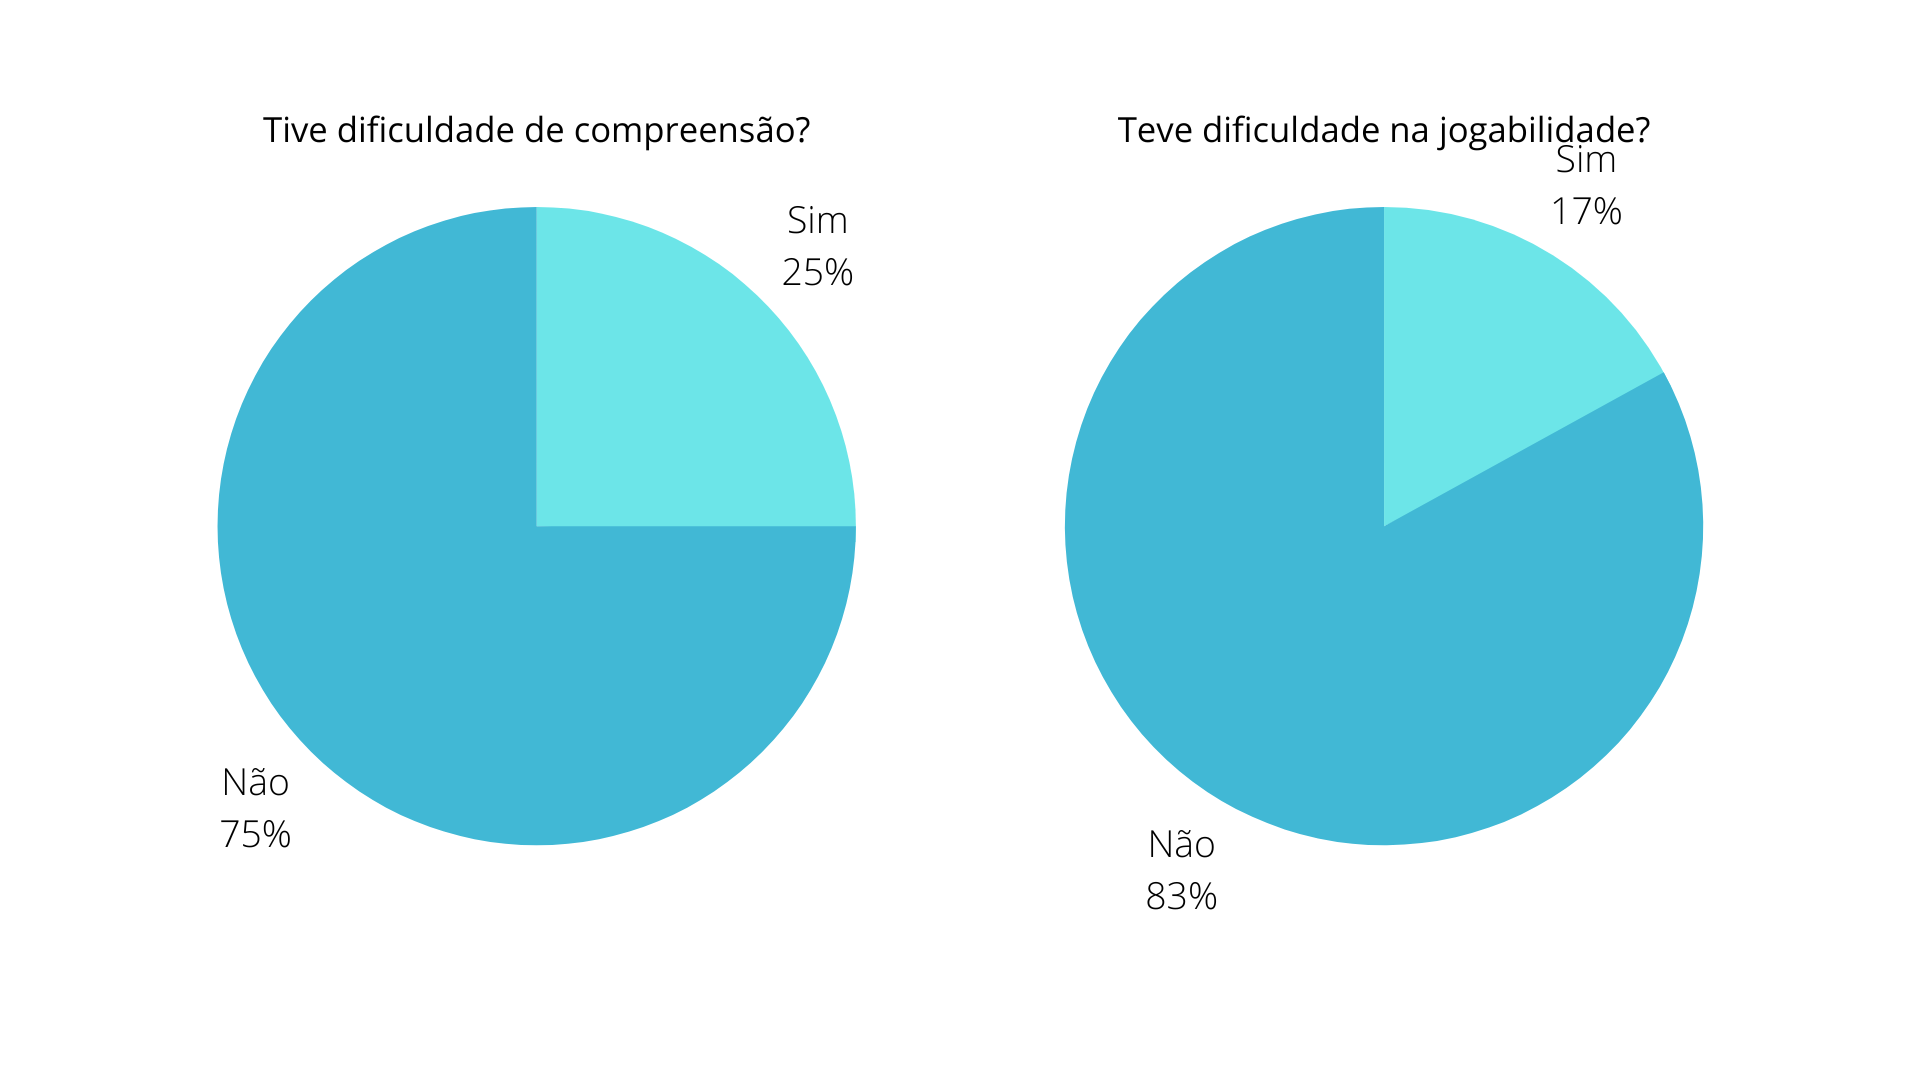 Tive dificuldade de compreensão?
Sim
25%
Não
75%
Teve dificuldade na jogabilidade?
Sim
17%
Não
83%